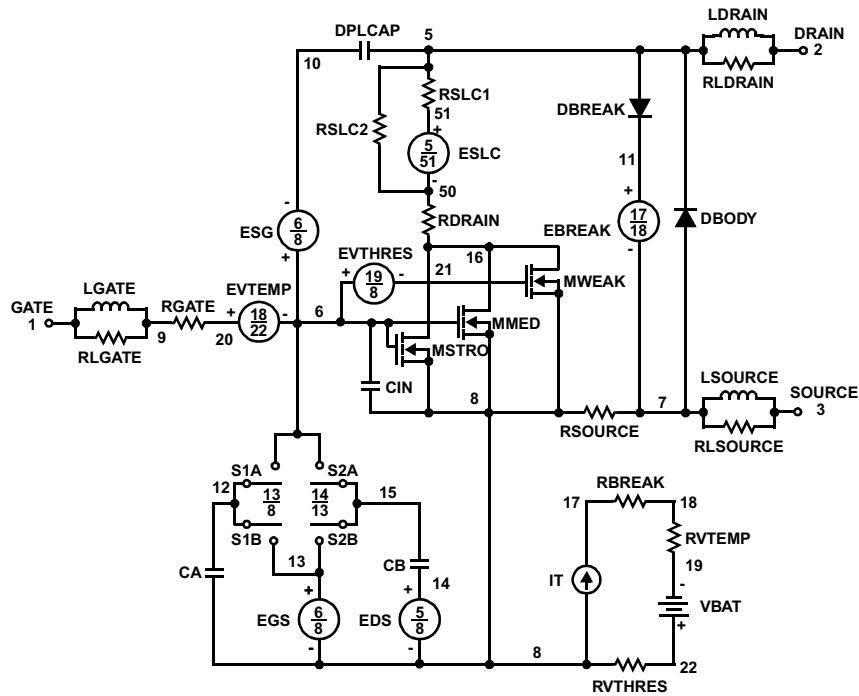 LDRAIN
DPLCAP 5 DRAIN
10 2
RLDRAIN
RSLC1
51
DBREAK
RSLC2
+
5
51
ESLC
11
-
50
-
+
17
18
DBODY
6
8
ESG
RDRAIN
EBREAK
EVTHRES
16
-
+
+ 19 - 21
8
MWEAK
LGATE
EVTEMP
GATE
1
RGATE
+ 18 - 6
22
MMED
9 20
RLGATE
MSTRO
CIN
LSOURCE
8 7 SOURCE
3
RSOURCE
RLSOURCE
S1A S2A
12 13 14 15
8 13
S1B S2B
RBREAK
17 18
13
RVTEMP
CA CB
14
19
IT
-
+ +
VBAT
EGS 6 EDS 5
8 8
+
- -
8 22
RVTHRES